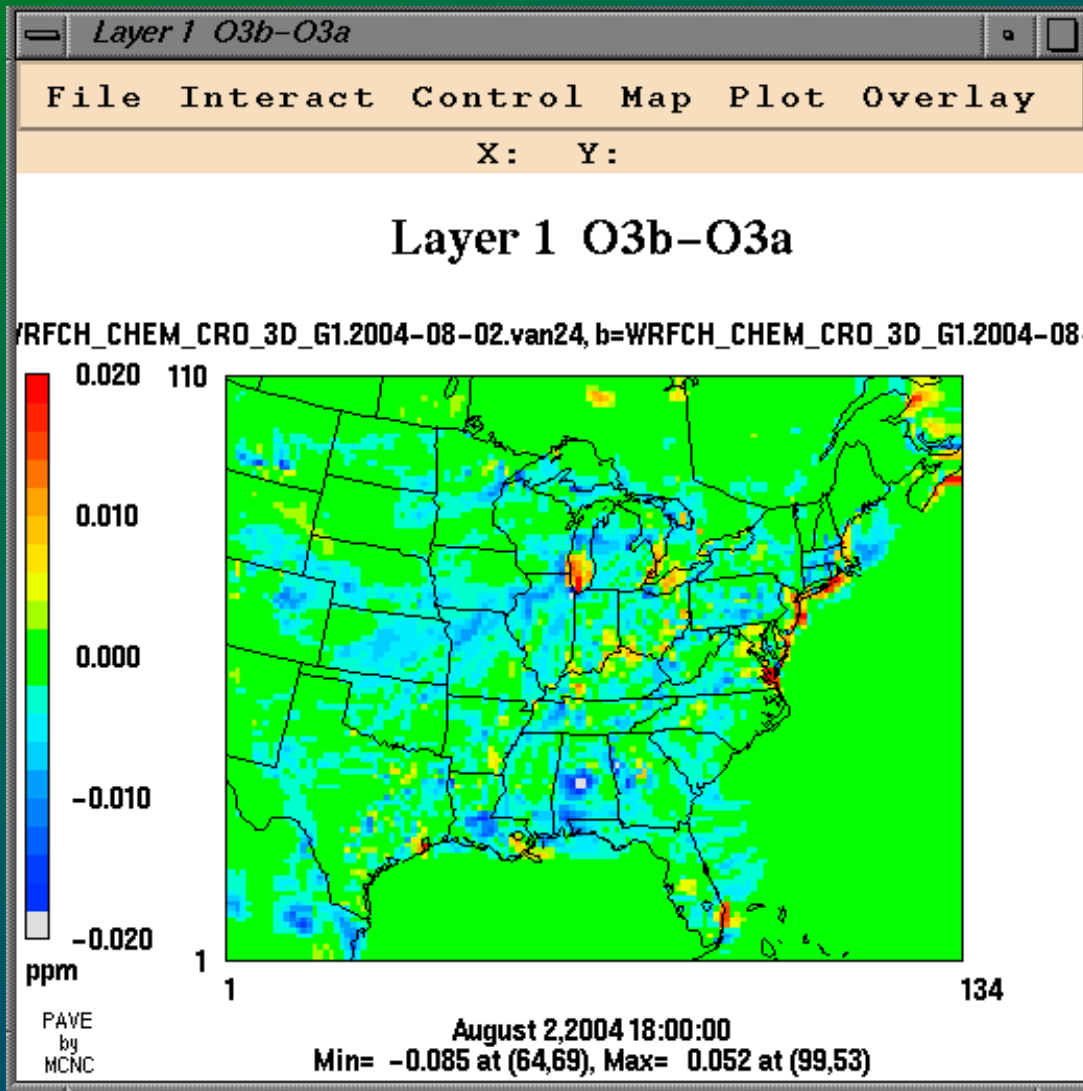 Layer 1 O3b-O3a
File Interact Control Map Plot Overlay
X: Y:
Layer 1 O3b-O3a
WRFCH_CHEM_CRO_3D_G1.2004-08-02.van24, b=WRFCH_CHEM_CRO_3D_G1.2004-08-
0.020
110
0.010
0.000
-0.010
-0.020
1
ppm
1
134
PAVE
by
MCNC
August 2,2004 18:00:00
Min= -0.085 at (64,69), Max= 0.052 at (99,53)